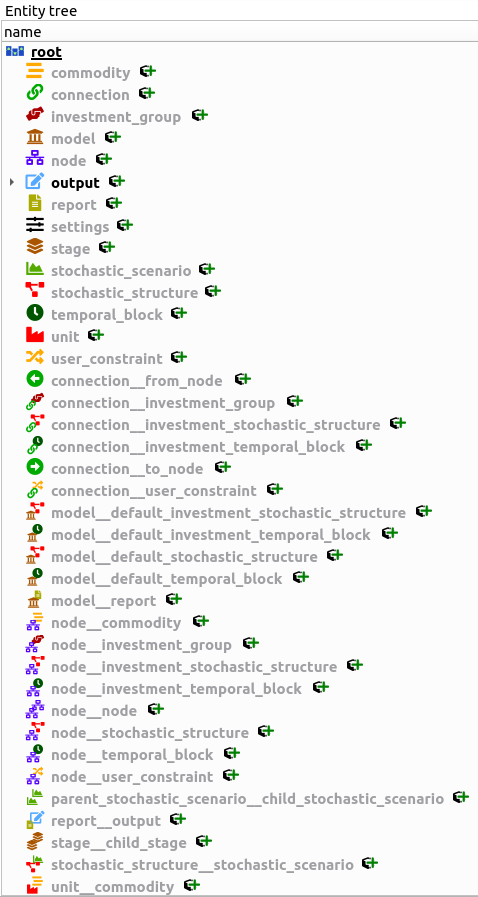 Entity tree
name
root
commodity
connection
investment_group
model
node
output
report
settings
stage
stochastic_scenario
stochastic_structure
temporal_block
unit
user_constraint
connection__from_node
connection__investment_group
connection__investment_stochastic_structure
connection__investment_temporal_block
connection__to_node
connection__user_constraint
model__default_investment_stochastic_structure
model__default_investment_temporal_block
model__default_stochastic_structure
model__default_temporal_block
model__report
node__commodity
node__investment_group
node__investment_stochastic_structure
node__investment_temporal_block
node__node
node__stochastic_structure
node__temporal_block
node__user_constraint
parent_stochastic_scenario__child_stochastic_scenario
report__output
stage__child_stage
stochastic_structure__stochastic_scenario
unit__commodity